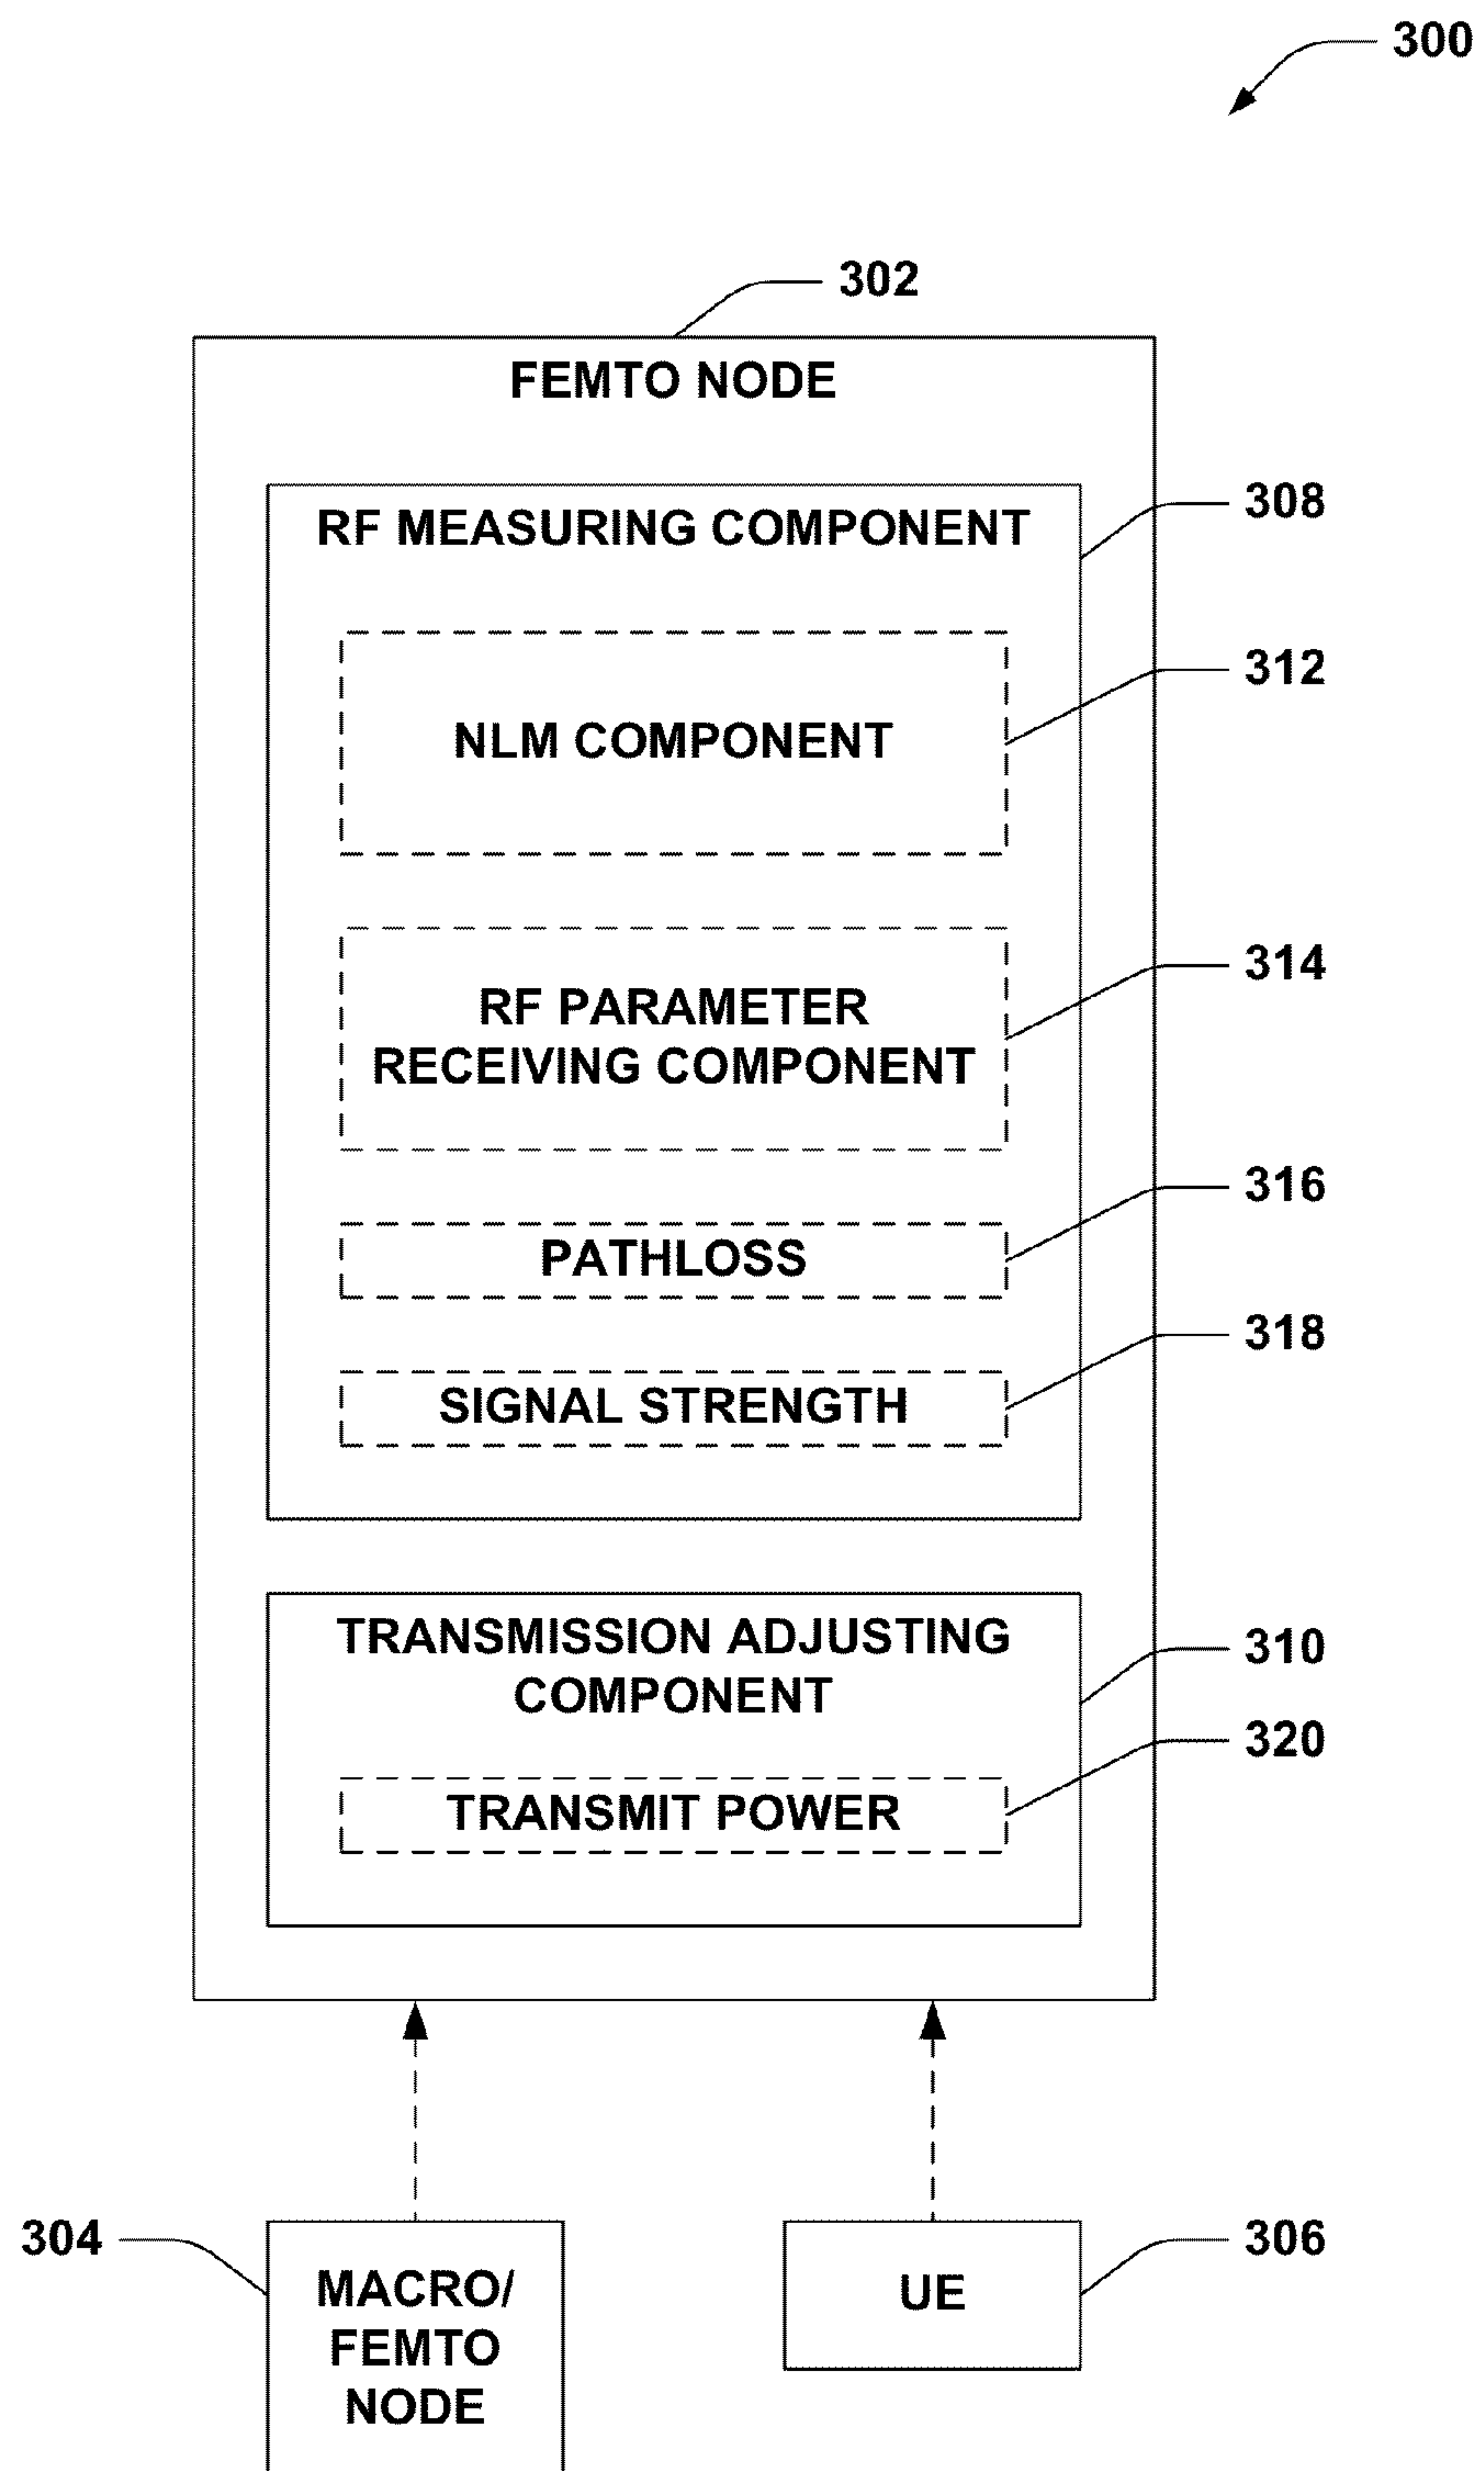 300
302
FEMTO NODE
308
RF MEASURING COMPONENT
312
NLM COMPONENT
314
RF PARAMETER
RECEIVING COMPONENT
316
PATHLOSS
318
SIGNAL STRENGTH
310
TRANSMISSION ADJUSTING
COMPONENT
320
TRANSMIT POWER
304
MACRO/
FEMTO
NODE
306
UE